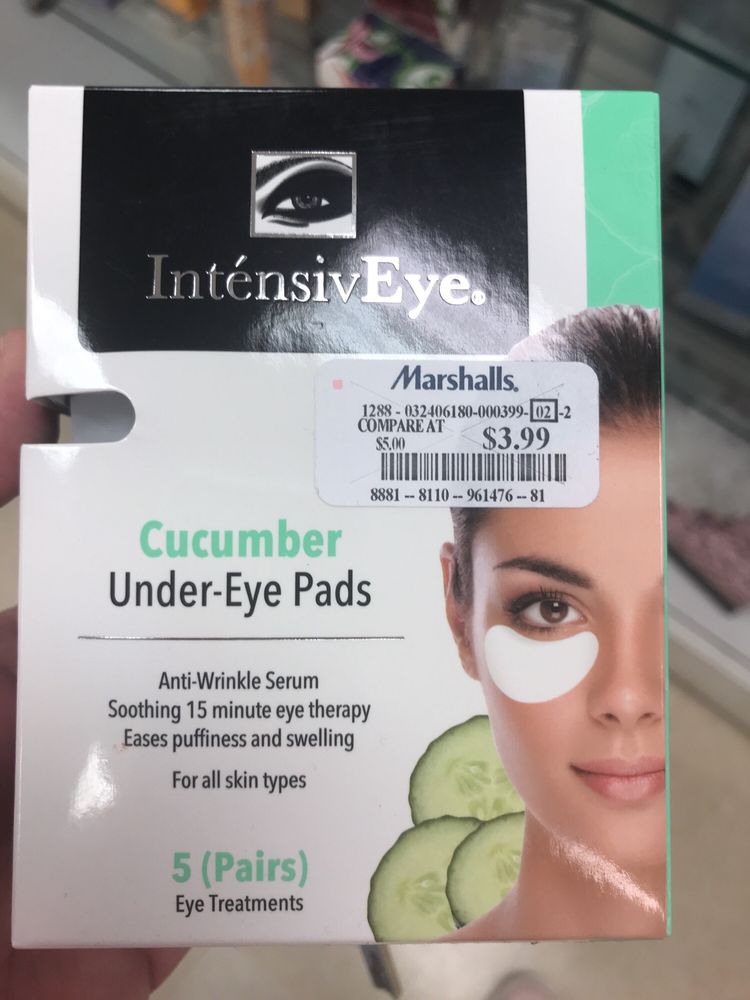 InténsivEye®
Marshalls.
1288 - 032406180-000399- 02 -2
COMPARE AT
$5.00
$3.99
8881 -- 8110 -- 961476 -- 81
Cucumber
Under-Eye Pads
Anti-Wrinkle Serum
Soothing 15 minute eye therapy
Eases puffiness and swelling
For all skin types
5 (Pairs)
Eye Treatments